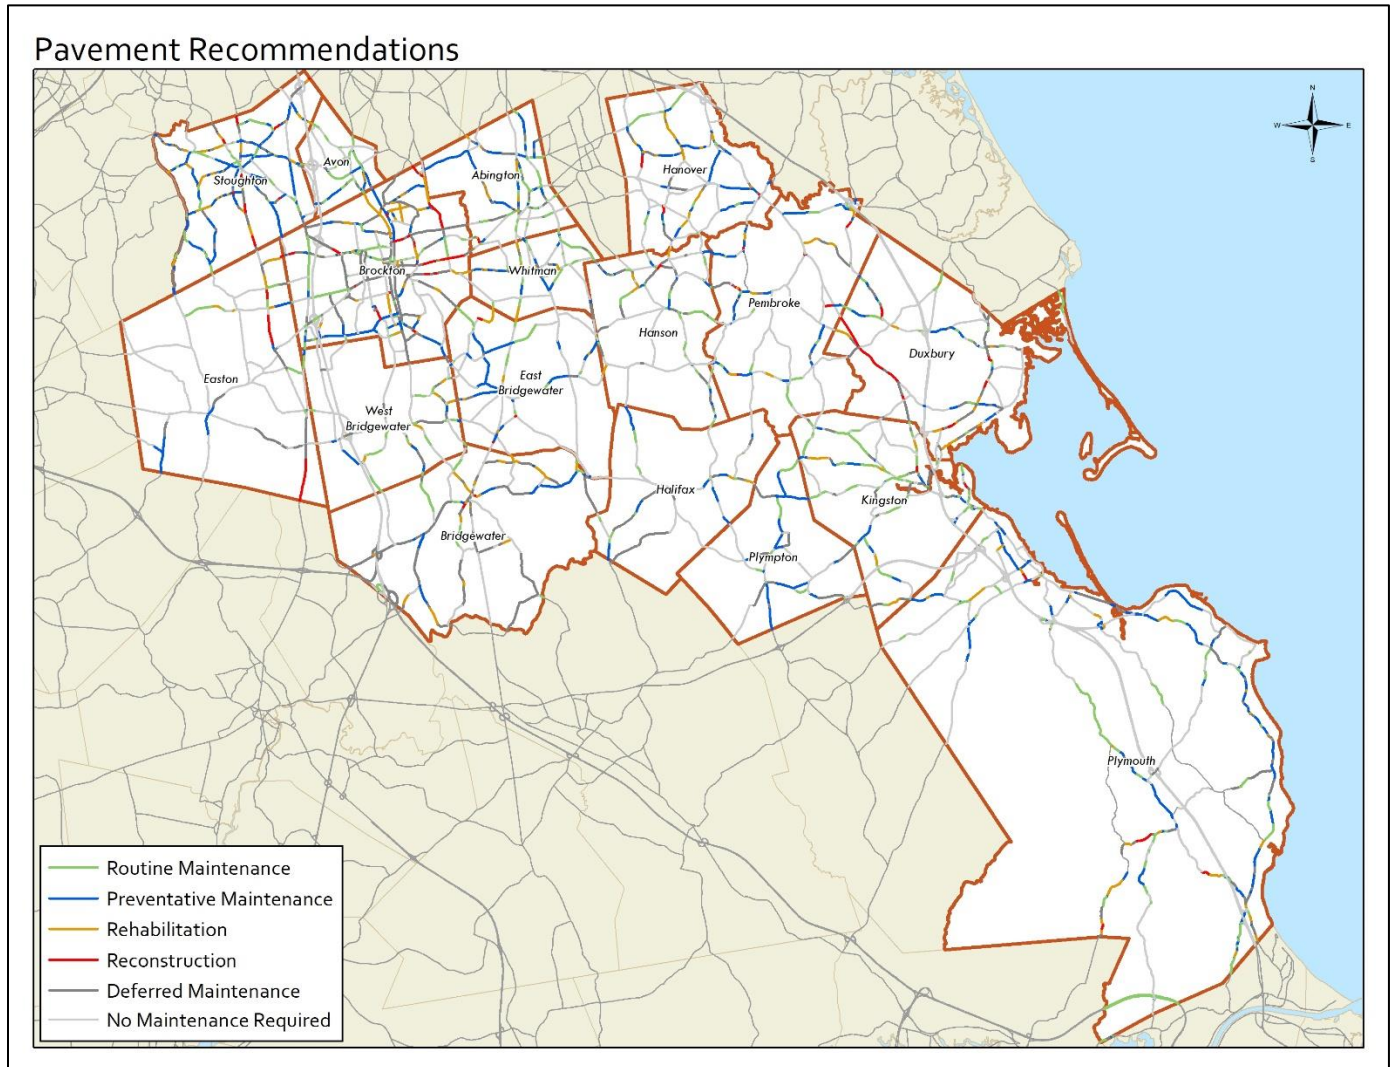 Pavement Recommendations
N
W
E
S
Avon
Stoughton
Abington
Hanover
Brockton
Whitman
Pembroke
Hanson
Duxbury
Easton
East
Bridgewater
West
Bridgewater
Halifax
Kingston
Bridgewater
Plympton
Plymouth
Routine Maintenance
Preventative Maintenance
Rehabilitation
Reconstruction
Deferred Maintenance
No Maintenance Required